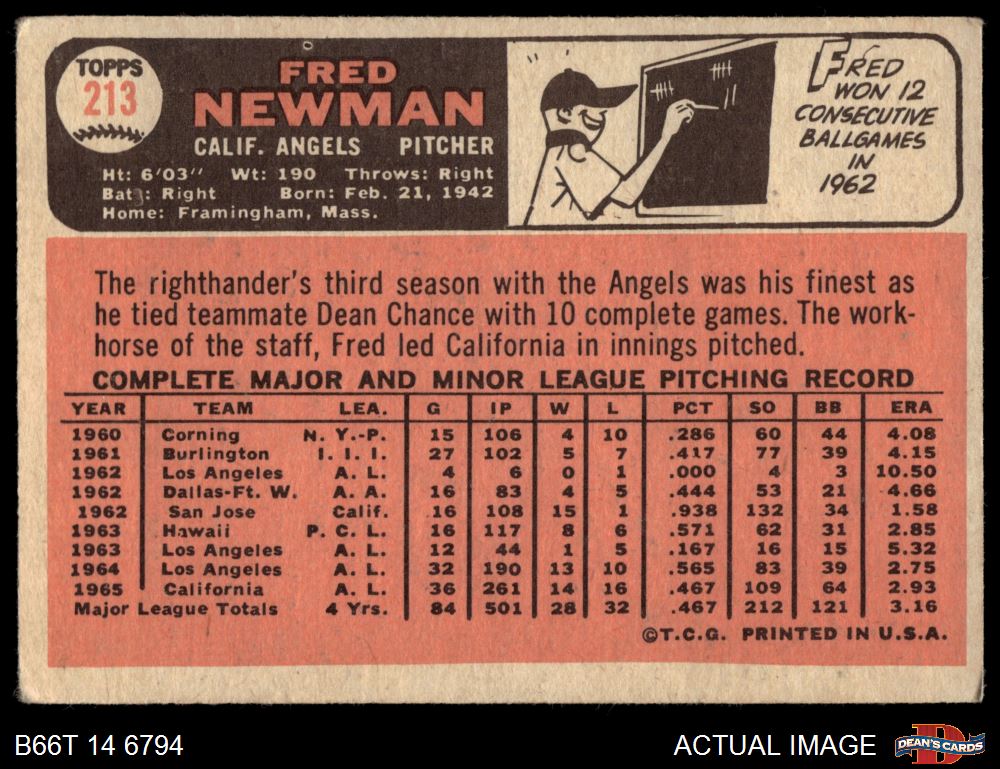 TOPPS
213
FRED
NEWMAN
CALIF. ANGELS PITCHER
Ht: 6'03" Wt: 190 Throws: Right
Bats: Right Born: Feb. 21, 1942
Home: Framingham, Mass.
FRED
WON 12
CONSECUTIVE
BALLGAMES
IN
1962
The righthander's third season with the Angels was his finest as
he tied teammate Dean Chance with 10 complete games. The work-
horse of the staff, Fred led California in innings pitched.
COMPLETE MAJOR AND MINOR LEAGUE PITCHING RECORD
YEAR TEAM LEA. G IP W L PCT SO BB ERA
1960 Corning N. Y.-P. 15 106 4 10 .286 60 44 4.08
1961 Burlington I. I. I. 27 102 5 7 .417 77 39 4.15
1962 Los Angeles A. L. 4 6 0 1 .000 4 3 10.50
1962 Dallas-Ft. W. A. A. 16 83 4 5 .444 53 21 4.66
1962 San Jose Calif. 16 108 15 1 .938 132 34 1.58
1963 Hawaii P. C. L. 16 117 8 6 .571 62 31 2.85
1963 Los Angeles A. L. 12 44 1 5 .167 16 15 5.32
1964 Los Angeles A. L. 32 190 13 10 .565 83 39 2.75
1965 California A. L. 36 261 14 16 .467 109 64 2.93
Major League Totals 4 Yrs. 84 501 28 32 .467 212 121 3.16
©T.C.G. PRINTED IN U.S.A.
B66T 14 6794
ACTUAL IMAGE
DEAN'S CARDS